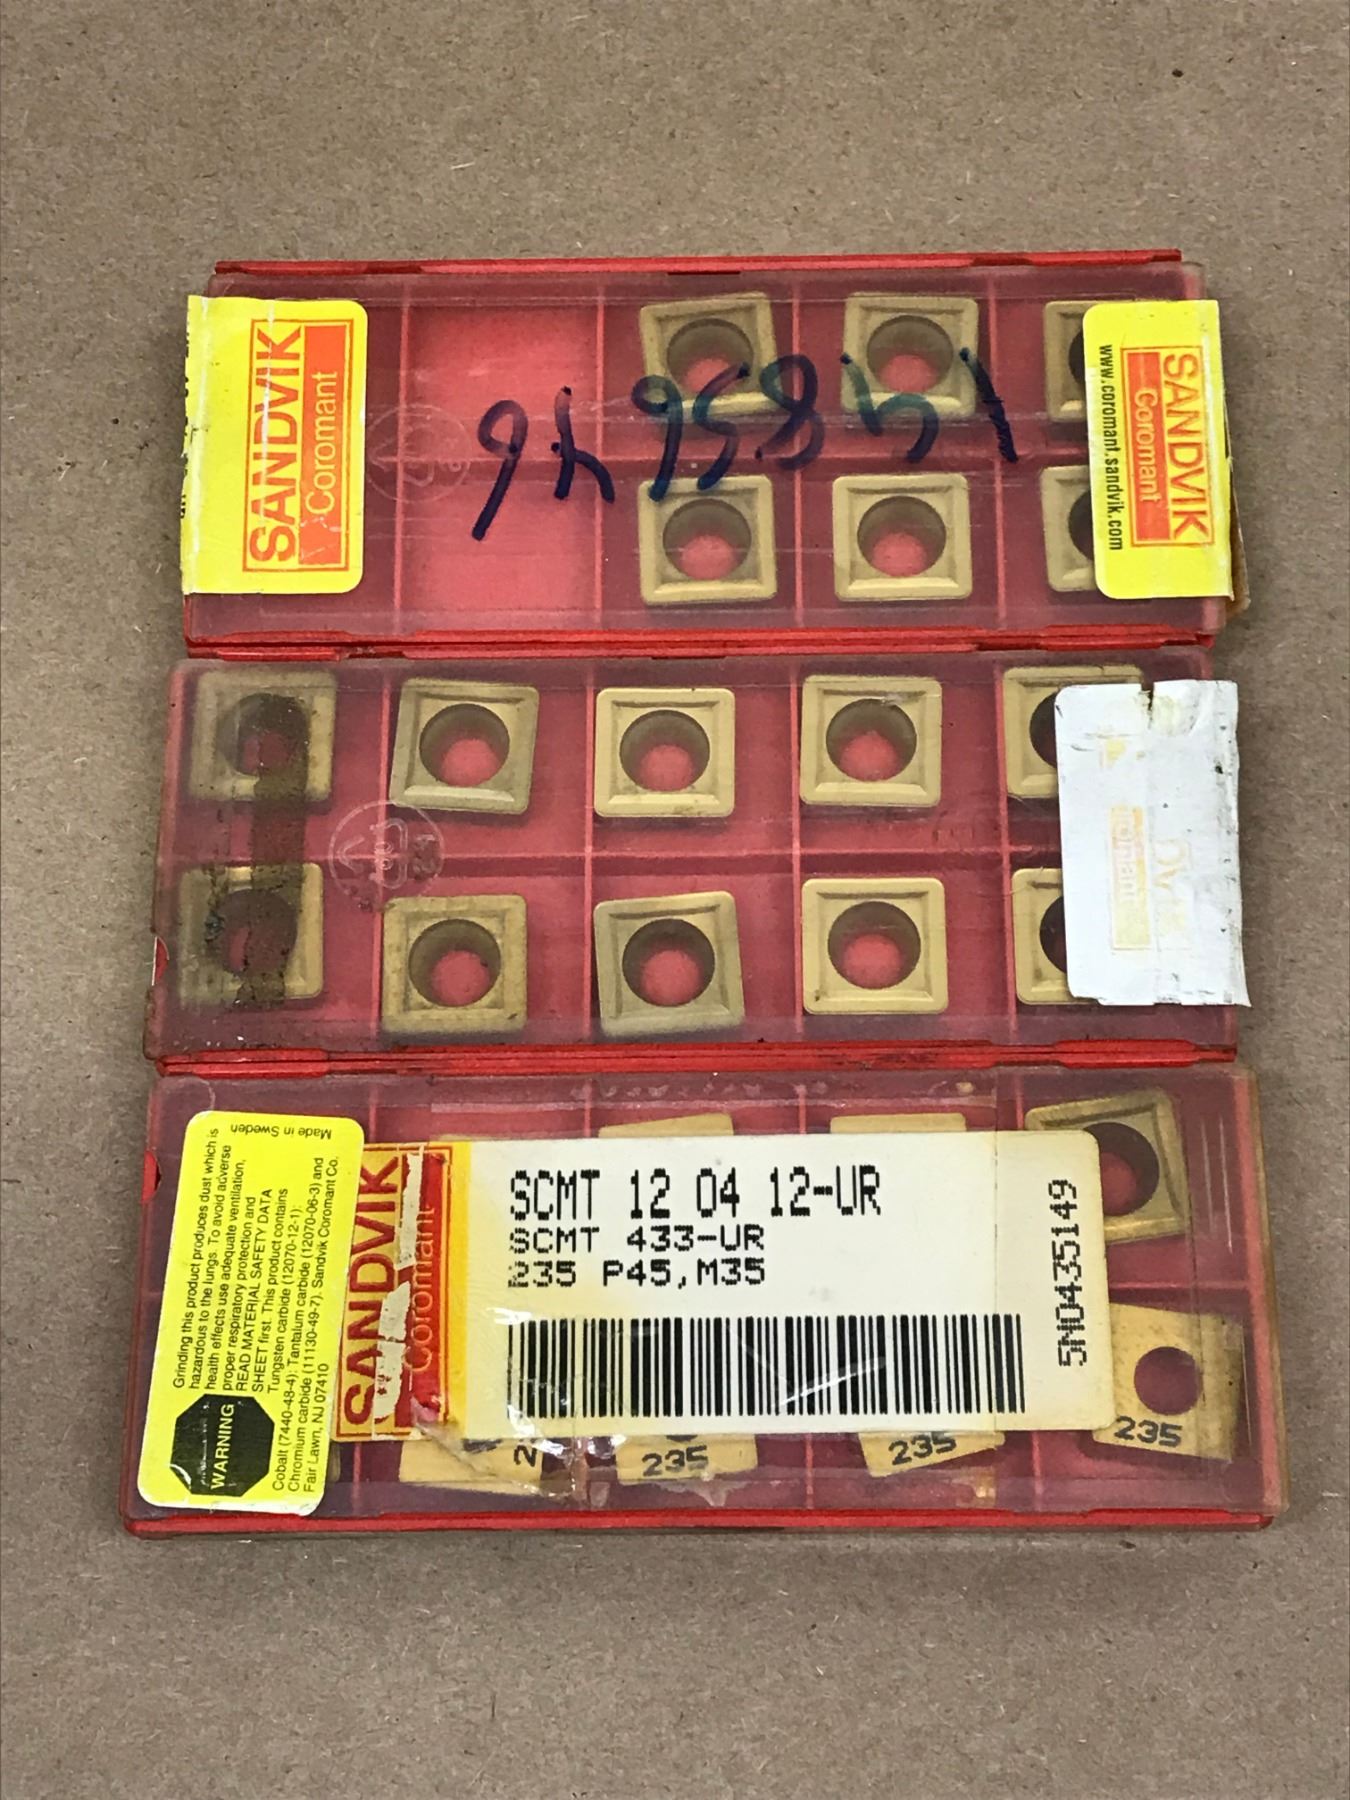 SANDVIK
Coromant
SANDVIK
Coromant
www.coromant.sandvik.com
Made in Sweden
Grinding this product produces dust which is
hazardous to the lungs. To avoid adverse
health effects use adequate ventilation,
proper respiratory protection and
READ MATERIAL SAFETY DATA
SHEET first. This product contains
Tungsten carbide (12070-12-1):
Cobalt (7440-48-4): Tantalum carbide (12070-06-3) and
Chromium carbide (11130-49-7). Sandvik Coromant Co.
Fair Lawn, NJ 07410
WARNING
SANDVIK
Coromant
SCMT 12 04 12-UR
SCMT 433-UR
235 P45,M35
5N0435149
235
235
235